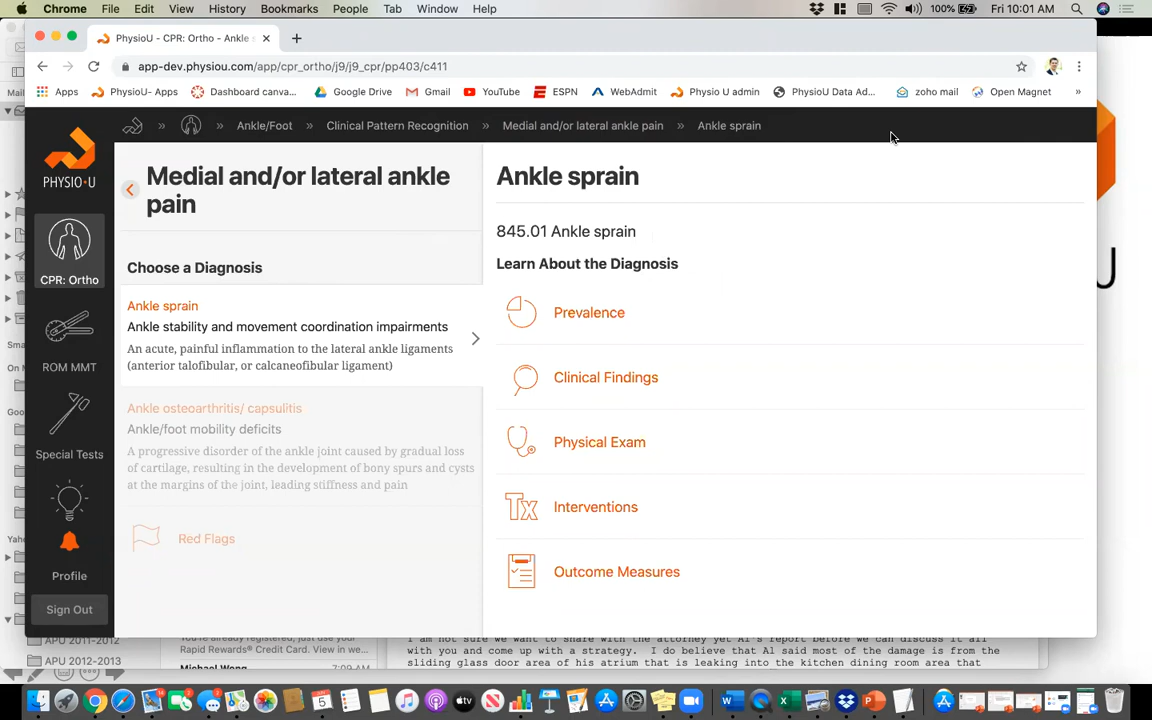 Chrome File Edit View History Bookmarks People Tab Window Help 100% Fri 10:01 AM
PhysioU - CPR: Ortho - Ankle s
app-dev.physiou.com/app/cpr_ortho/j9/j9_cpr/pp403/c411
Apps PhysioU- Apps Dashboard canva... Google Drive Gmail YouTube ESPN WebAdmit Physio U admin PhysioU Data Ad... zoho mail Open Magnet »
» » Ankle/Foot » Clinical Pattern Recognition » Medial and/or lateral ankle pain » Ankle sprain
PHYSIO·U
CPR: Ortho
ROM MMT
Special Tests
Profile
Sign Out
Medial and/or lateral ankle
pain
Choose a Diagnosis
Ankle sprain
Ankle stability and movement coordination impairments
An acute, painful inflammation to the lateral ankle ligaments
(anterior talofibular, or calcaneofibular ligament)
Ankle osteoarthritis/ capsulitis
Ankle/foot mobility deficits
A progressive disorder of the ankle joint caused by gradual loss
of cartilage, resulting in the development of bony spurs and cysts
at the margins of the joint, leading stiffness and pain
Red Flags
Ankle sprain
845.01 Ankle sprain
Learn About the Diagnosis
Prevalence
Clinical Findings
Physical Exam
Tx Interventions
Outcome Measures
U
Mail
Sma
On M
Goo
Yaho
APU 2011-2012
APU 2012-2013
You're already registered, just use your
Rapid Rewards® Credit Card. View in we...
Michael Wong 7:09 AM
I am not sure we want to share with the attorney yet Al's report before we can discuss it all
with you and come up with a strategy. I do believe that Al said most of the damage is from the
sliding glass door area of his atrium that is leaking into the kitchen dining room area that